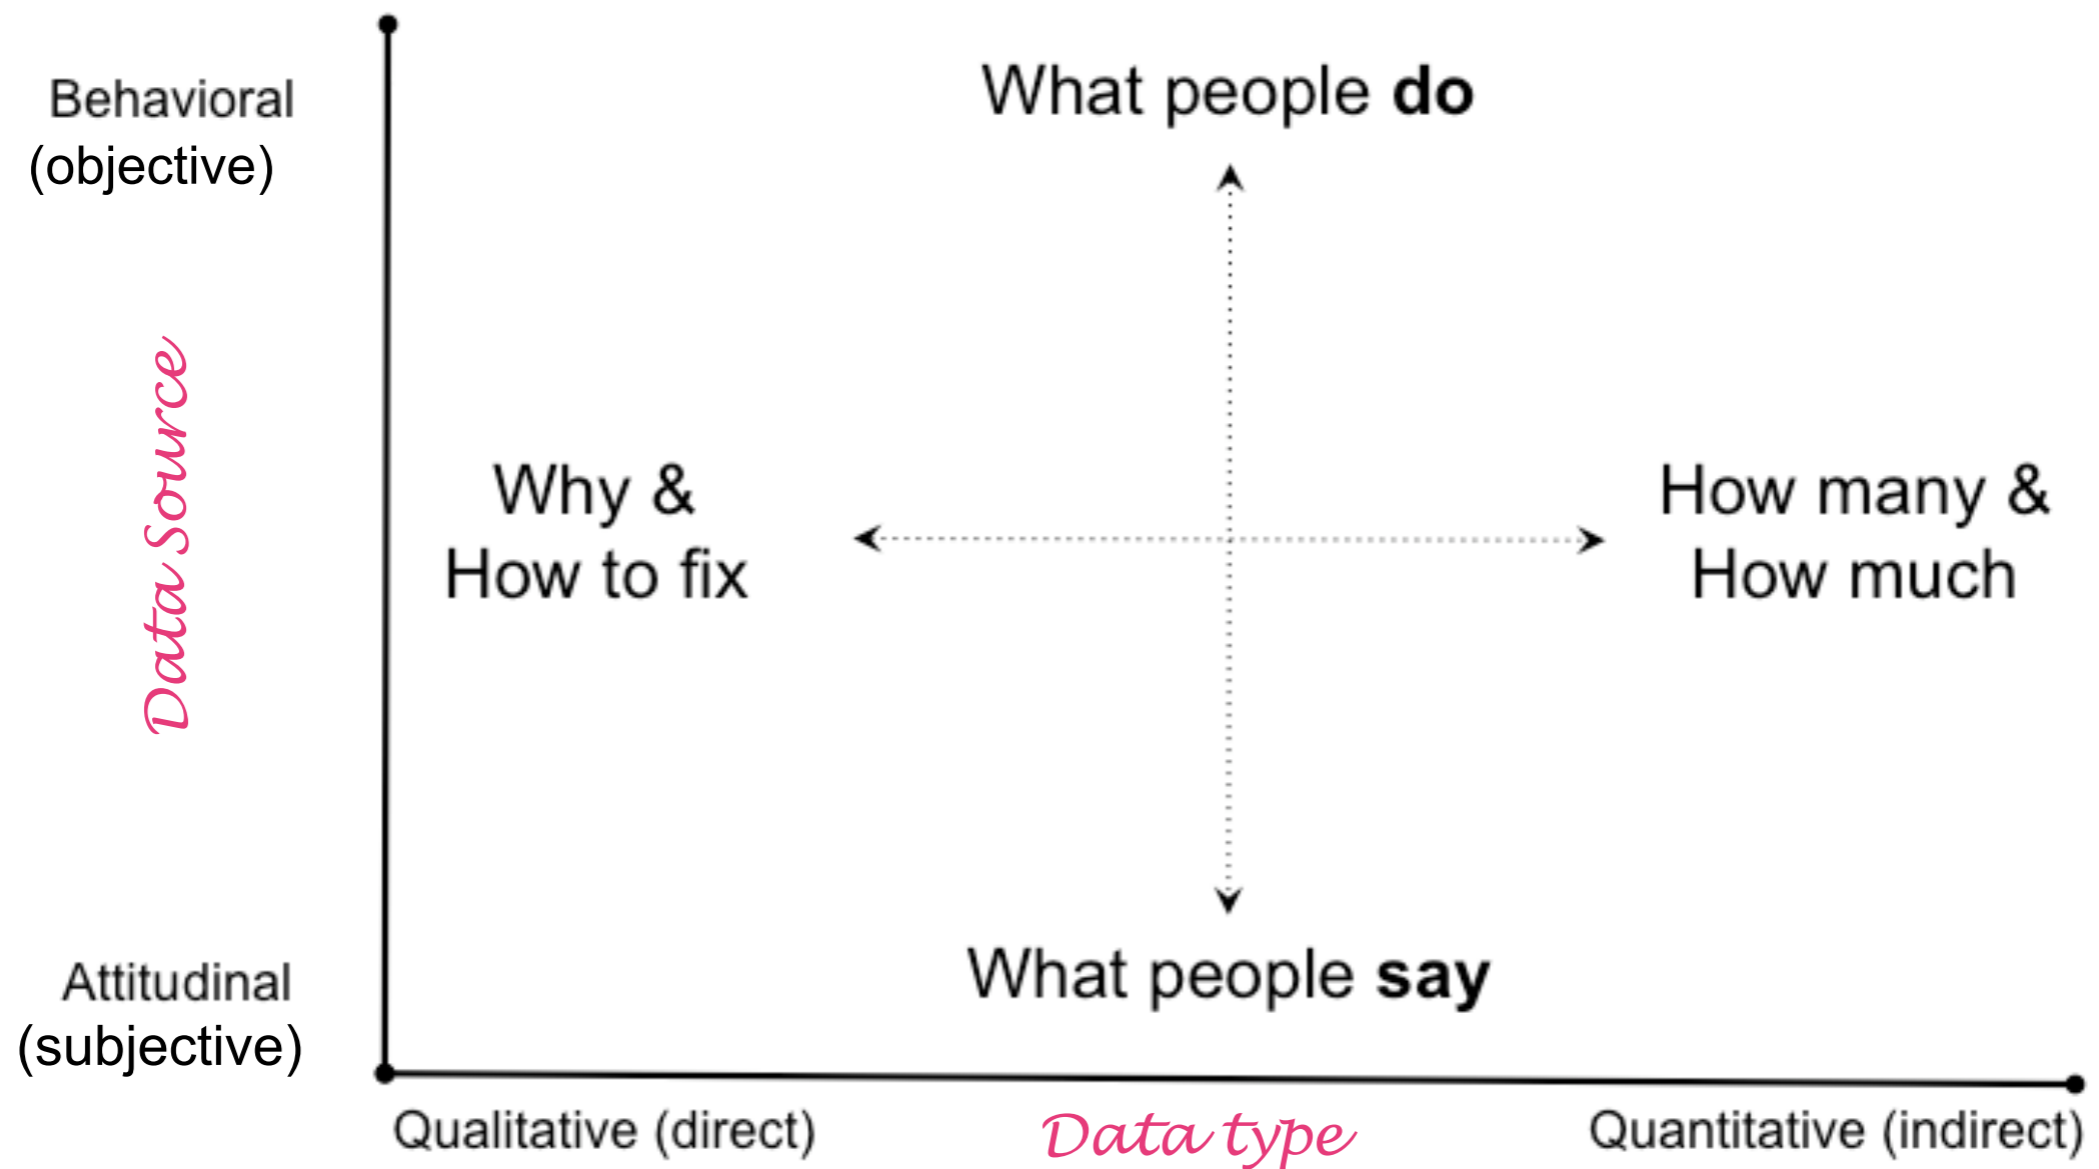 Behavioral
(objective)
What people do
Data Source
Why &
How to fix
How many &
How much
What people say
Attitudinal
(subjective)
Qualitative (direct)
Data type
Quantitative (indirect)